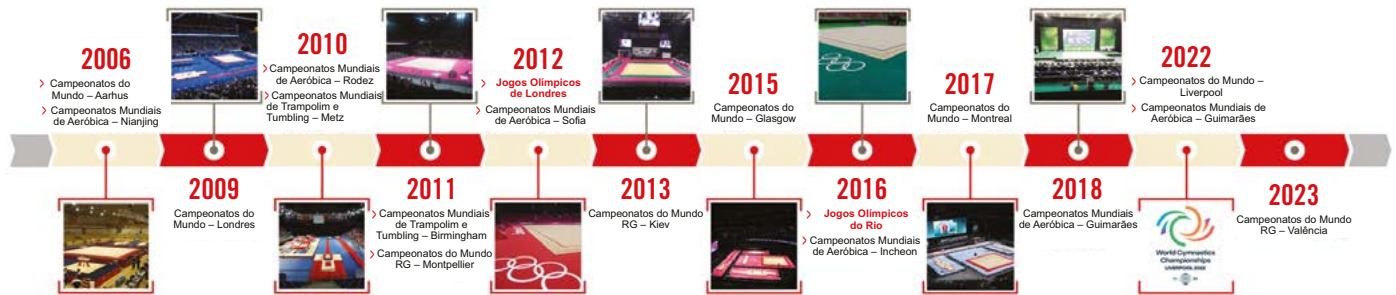 2006
Campeonatos do
Mundo – Aarhus
Campeonatos Mundiais
de Aeróbica – Nianjing
2009
Campeonatos do
Mundo – Londres
2010
Campeonatos Mundiais
de Aeróbica – Rodez
Campeonatos Mundiais
de Trampolim e
Tumbling – Metz
2011
Campeonatos Mundiais
de Trampolim e
Tumbling – Birmingham
Campeonatos do Mundo
RG – Montpellier
2012
Jogos Olímpicos
de Londres
Campeonatos Mundiais
de Aeróbica – Sofia
2013
Campeonatos do Mundo
RG – Kiev
2015
Campeonatos do
Mundo – Glasgow
2016
Jogos Olímpicos
do Rio
Campeonatos Mundiais
de Aeróbica – Incheon
2017
Campeonatos do
Mundo – Montreal
2018
Campeonatos Mundiais
de Aeróbica – Guimarães
2022
Campeonatos do Mundo –
Liverpool
Campeonatos Mundiais de
Aeróbica – Guimarães
World Gymnastics
Championships
LIVERPOOL 2022
2023
Campeonatos do Mundo
RG – Valência